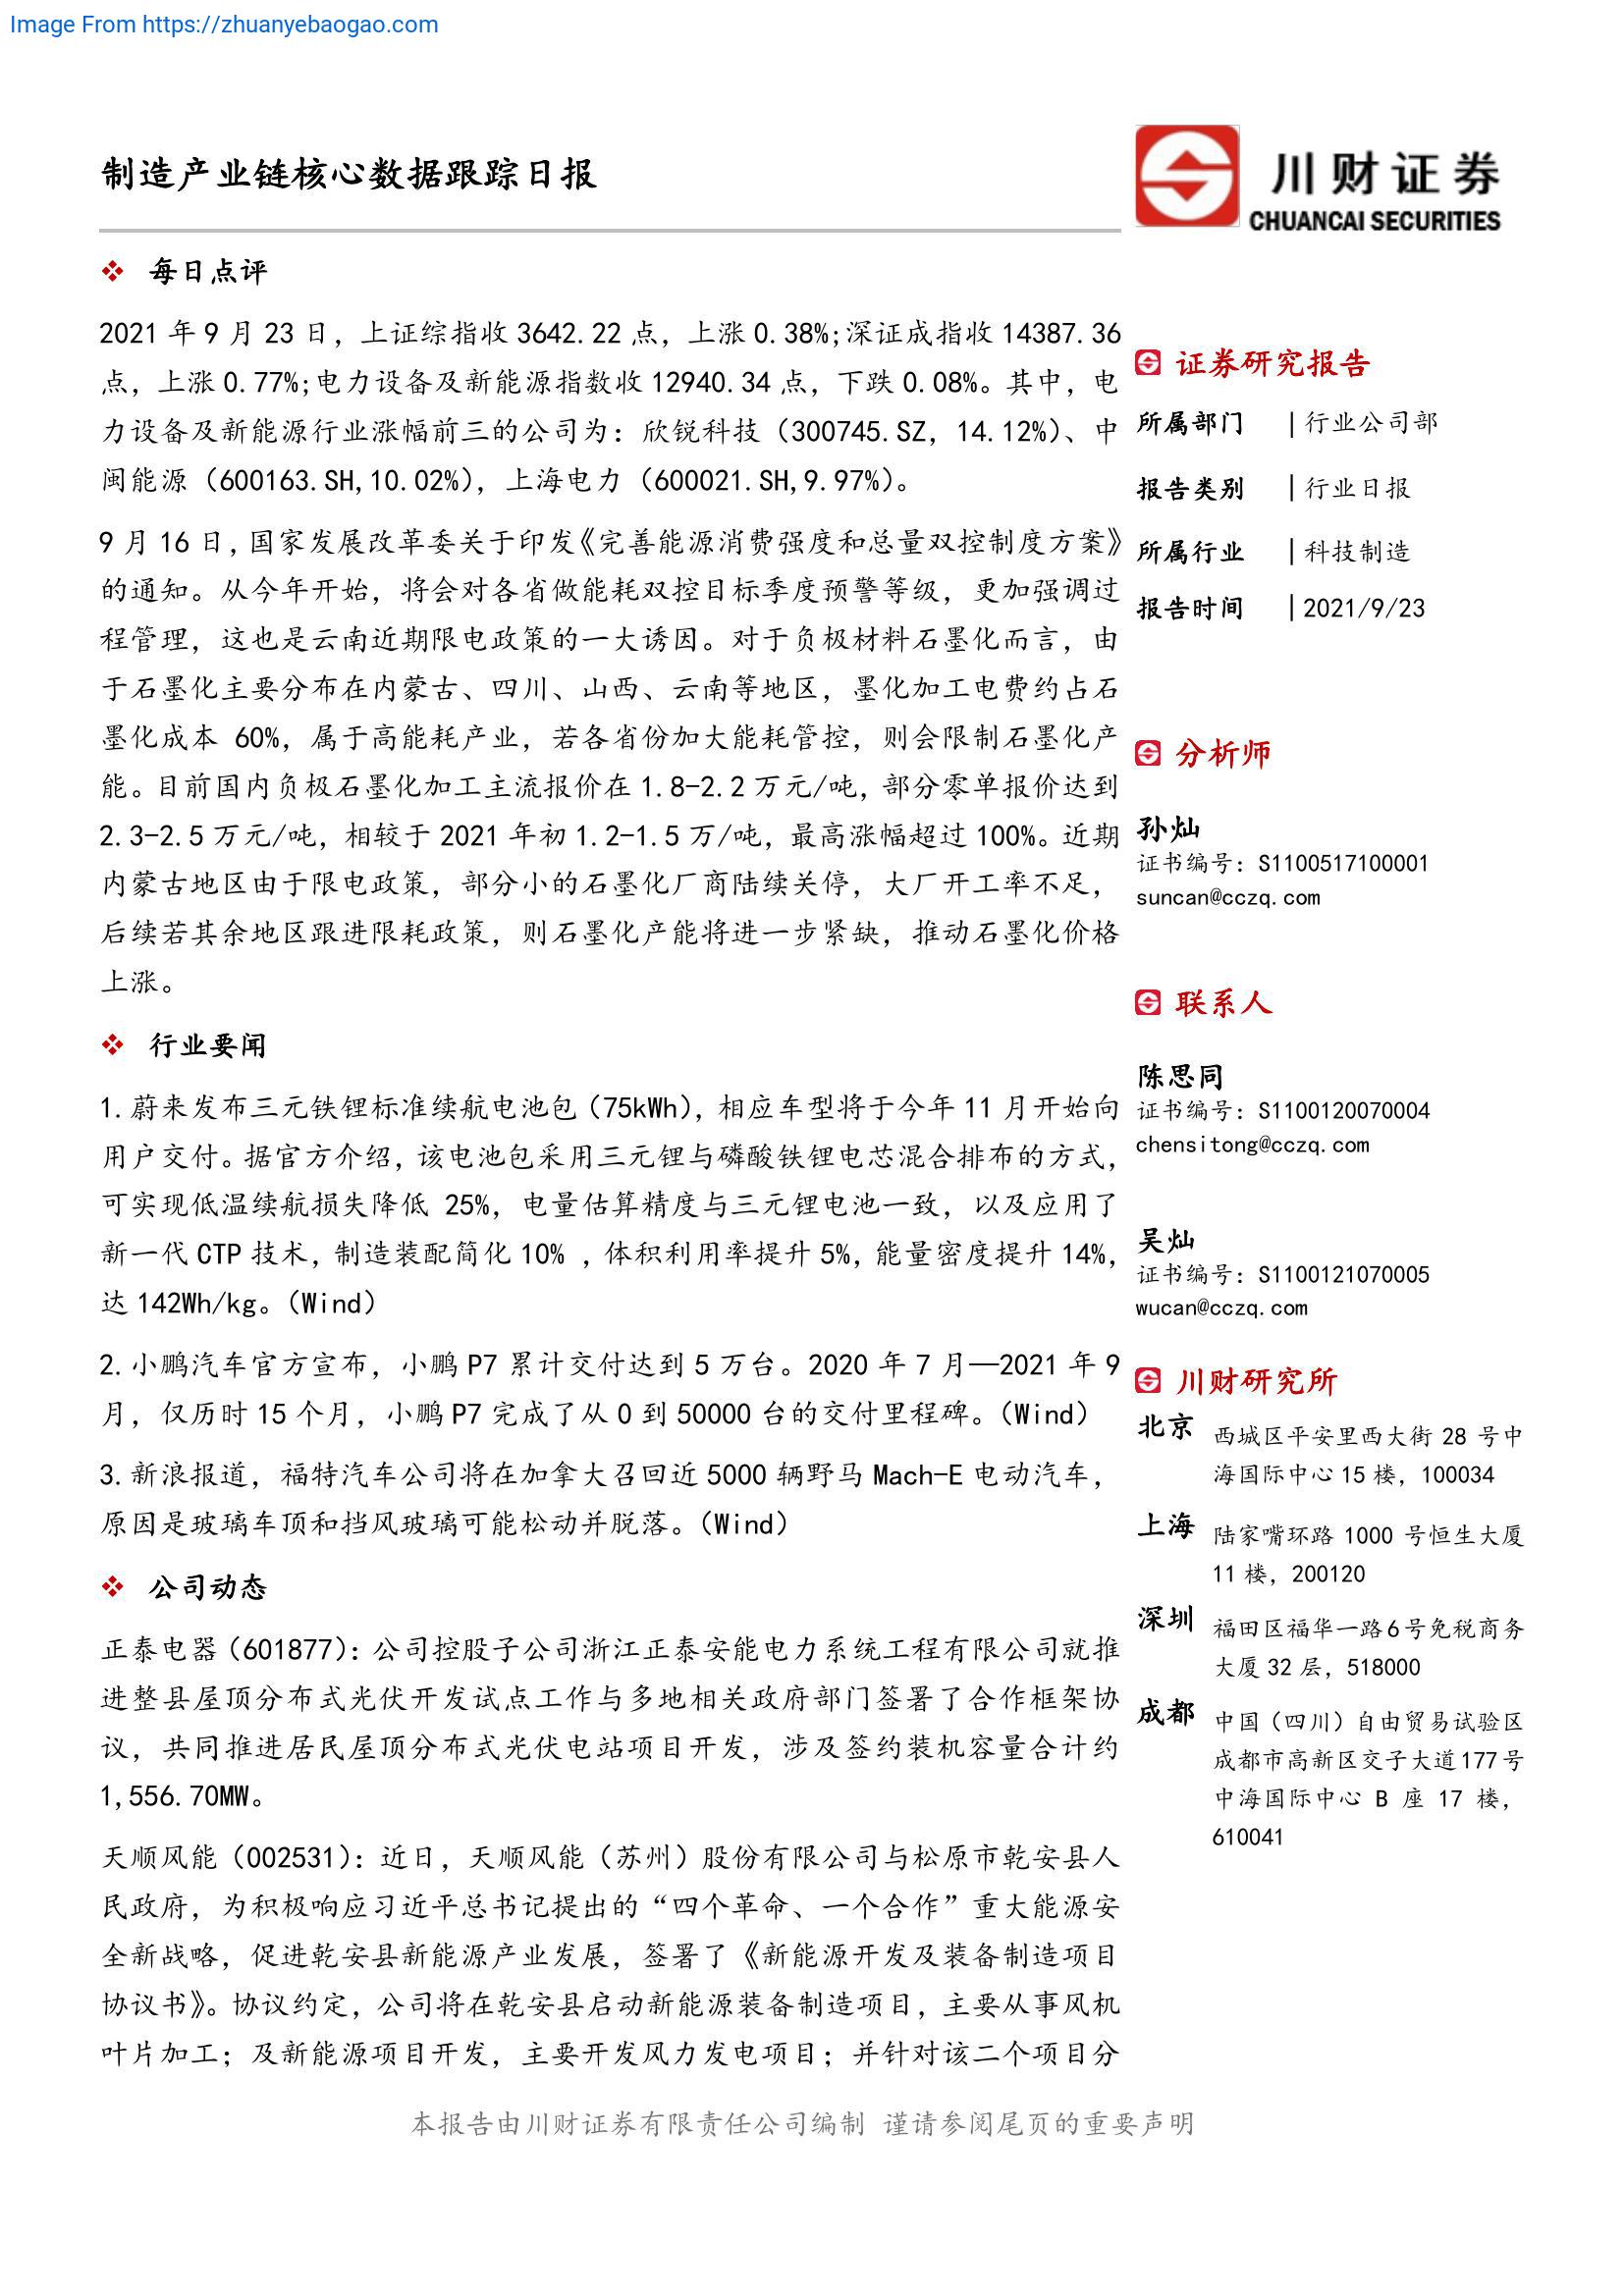 Image From https://zhuanyebaogao.com
制造产业链核心数据跟踪日报
川财证券
CHUANCAI SECURITIES
每日点评
2021 年 9 月 23 日，上证综指收 3642.22 点，上涨 0.38%;深证成指收 14387.36
点，上涨 0.77%;电力设备及新能源指数收 12940.34 点，下跌 0.08%。其中，电
力设备及新能源行业涨幅前三的公司为：欣锐科技（300745.SZ，14.12%）、中
闽能源（600163.SH,10.02%），上海电力（600021.SH,9.97%）。
9 月 16 日，国家发展改革委关于印发《完善能源消费强度和总量双控制度方案》
的通知。从今年开始，将会对各省做能耗双控目标季度预警等级，更加强调过
程管理，这也是云南近期限电政策的一大诱因。对于负极材料石墨化而言，由
于石墨化主要分布在内蒙古、四川、山西、云南等地区，墨化加工电费约占石
墨化成本 60%，属于高能耗产业，若各省份加大能耗管控，则会限制石墨化产
能。目前国内负极石墨化加工主流报价在 1.8-2.2 万元/吨，部分零单报价达到
2.3-2.5 万元/吨，相较于 2021 年初 1.2-1.5 万/吨，最高涨幅超过 100%。近期
内蒙古地区由于限电政策，部分小的石墨化厂商陆续关停，大厂开工率不足，
后续若其余地区跟进限耗政策，则石墨化产能将进一步紧缺，推动石墨化价格
上涨。
行业要闻
1.蔚来发布三元铁锂标准续航电池包（75kWh），相应车型将于今年 11 月开始向
用户交付。据官方介绍，该电池包采用三元锂与磷酸铁锂电芯混合排布的方式，
可实现低温续航损失降低 25%，电量估算精度与三元锂电池一致，以及应用了
新一代 CTP 技术，制造装配简化 10% ，体积利用率提升 5%，能量密度提升 14%，
达 142Wh/kg。（Wind）
2.小鹏汽车官方宣布，小鹏 P7 累计交付达到 5 万台。2020 年 7 月—2021 年 9
月，仅历时 15 个月，小鹏 P7 完成了从 0 到 50000 台的交付里程碑。（Wind）
3.新浪报道，福特汽车公司将在加拿大召回近 5000 辆野马 Mach-E 电动汽车，
原因是玻璃车顶和挡风玻璃可能松动并脱落。（Wind）
公司动态
正泰电器（601877）：公司控股子公司浙江正泰安能电力系统工程有限公司就推
进整县屋顶分布式光伏开发试点工作与多地相关政府部门签署了合作框架协
议，共同推进居民屋顶分布式光伏电站项目开发，涉及签约装机容量合计约
1,556.70MW。
天顺风能（002531）：近日，天顺风能（苏州）股份有限公司与松原市乾安县人
民政府，为积极响应习近平总书记提出的“四个革命、一个合作”重大能源安
全新战略，促进乾安县新能源产业发展，签署了《新能源开发及装备制造项目
协议书》。协议约定，公司将在乾安县启动新能源装备制造项目，主要从事风机
叶片加工；及新能源项目开发，主要开发风力发电项目；并针对该二个项目分
证券研究报告
所属部门 |行业公司部
报告类别 |行业日报
所属行业 |科技制造
报告时间 |2021/9/23
分析师
孙灿
证书编号：S1100517100001
suncan@cczq.com
联系人
陈思同
证书编号：S1100120070004
chensitong@cczq.com
吴灿
证书编号：S1100121070005
wucan@cczq.com
川财研究所
北京 西城区平安里西大街 28 号中
海国际中心 15 楼，100034
上海 陆家嘴环路 1000 号恒生大厦
11 楼，200120
深圳 福田区福华一路 6 号免税商务
大厦 32 层，518000
成都 中国（四川）自由贸易试验区
成都市高新区交子大道 177 号
中海国际中心 B 座 17 楼，
610041
本报告由川财证券有限责任公司编制 谨请参阅尾页的重要声明